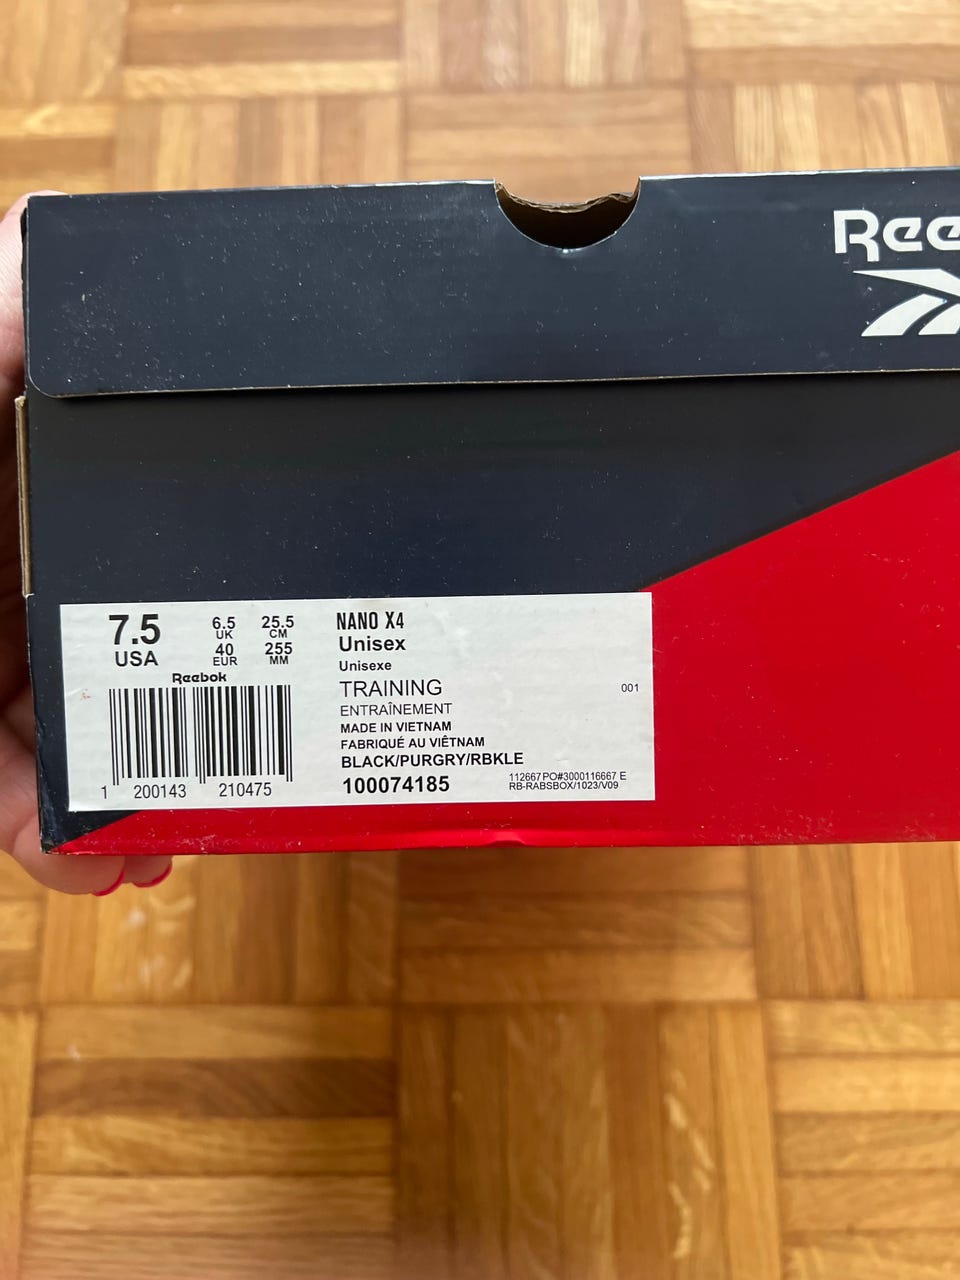 Ree
7.5
USA
6.5
UK
40
EUR
25.5
CM
255
MM
Reebok
1 200143 210475
NANO X4
Unisex
Unisexe
TRAINING
001
ENTRAÎNEMENT
MADE IN VIETNAM
FABRIQUÉ AU VIÊTNAM
BLACK/PURGRY/RBKLE
100074185
112667 PO#3000116667 E
RB-RABSBOX/1023/V09